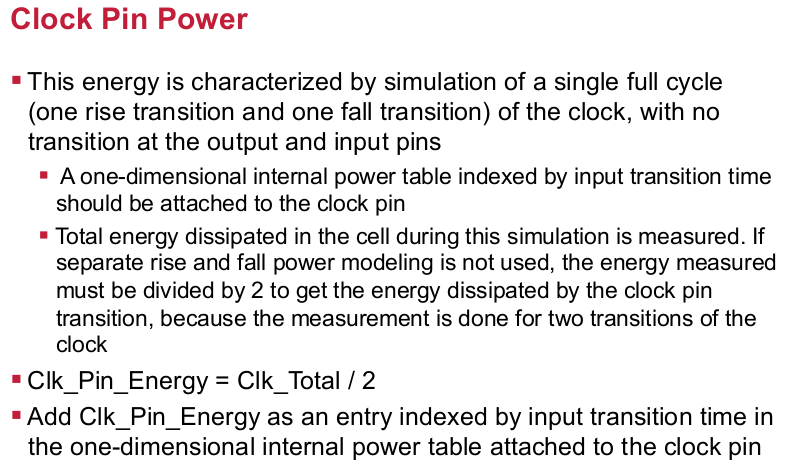 Clock Pin Power
▪ This energy is characterized by simulation of a single full cycle
(one rise transition and one fall transition) of the clock, with no
transition at the output and input pins
▪ A one-dimensional internal power table indexed by input transition time
should be attached to the clock pin
▪ Total energy dissipated in the cell during this simulation is measured. If
separate rise and fall power modeling is not used, the energy measured
must be divided by 2 to get the energy dissipated by the clock pin
transition, because the measurement is done for two transitions of the
clock
▪ Clk_Pin_Energy = Clk_Total / 2
▪ Add Clk_Pin_Energy as an entry indexed by input transition time in
the one-dimensional internal power table attached to the clock pin